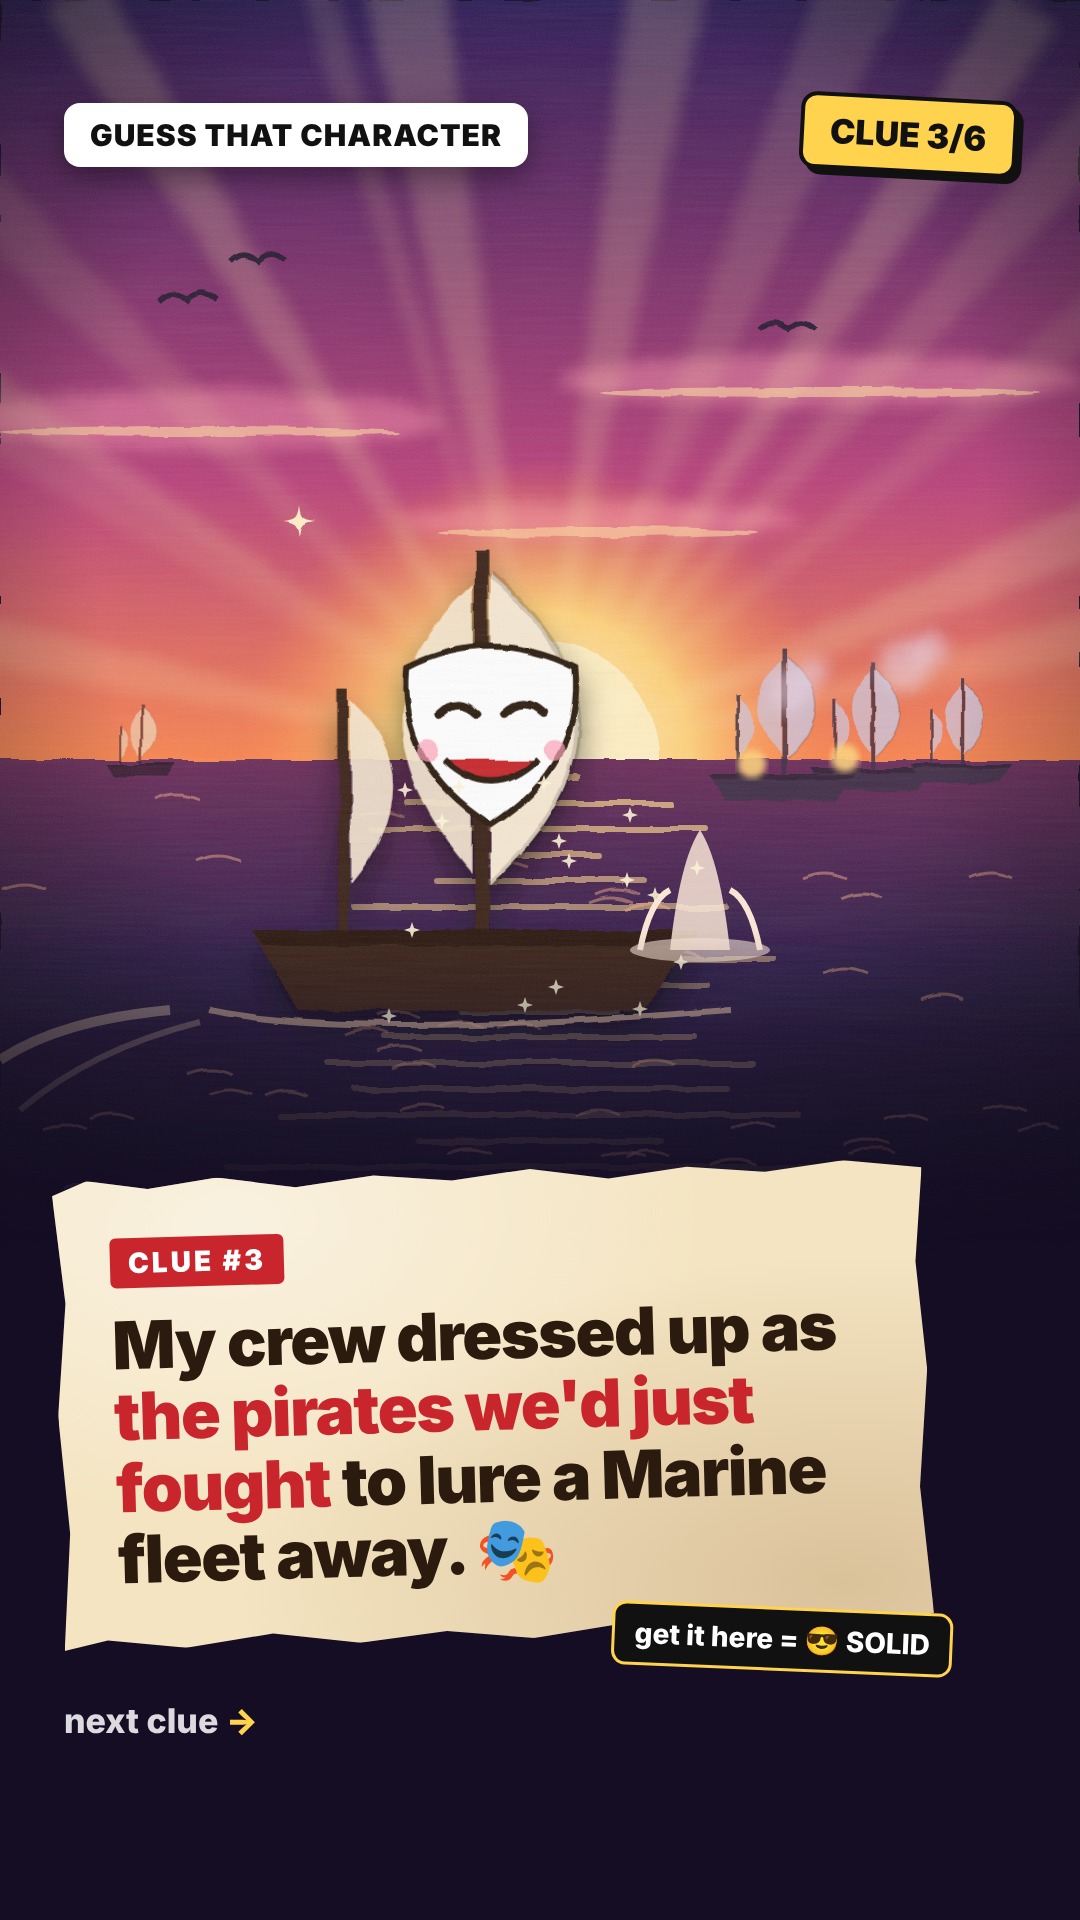 GUESS THAT CHARACTER
CLUE 3/6
CLUE #3
My crew dressed up as
the pirates we'd just
fought to lure a Marine
fleet away. 🎭
get it here = 😎 SOLID
next clue →